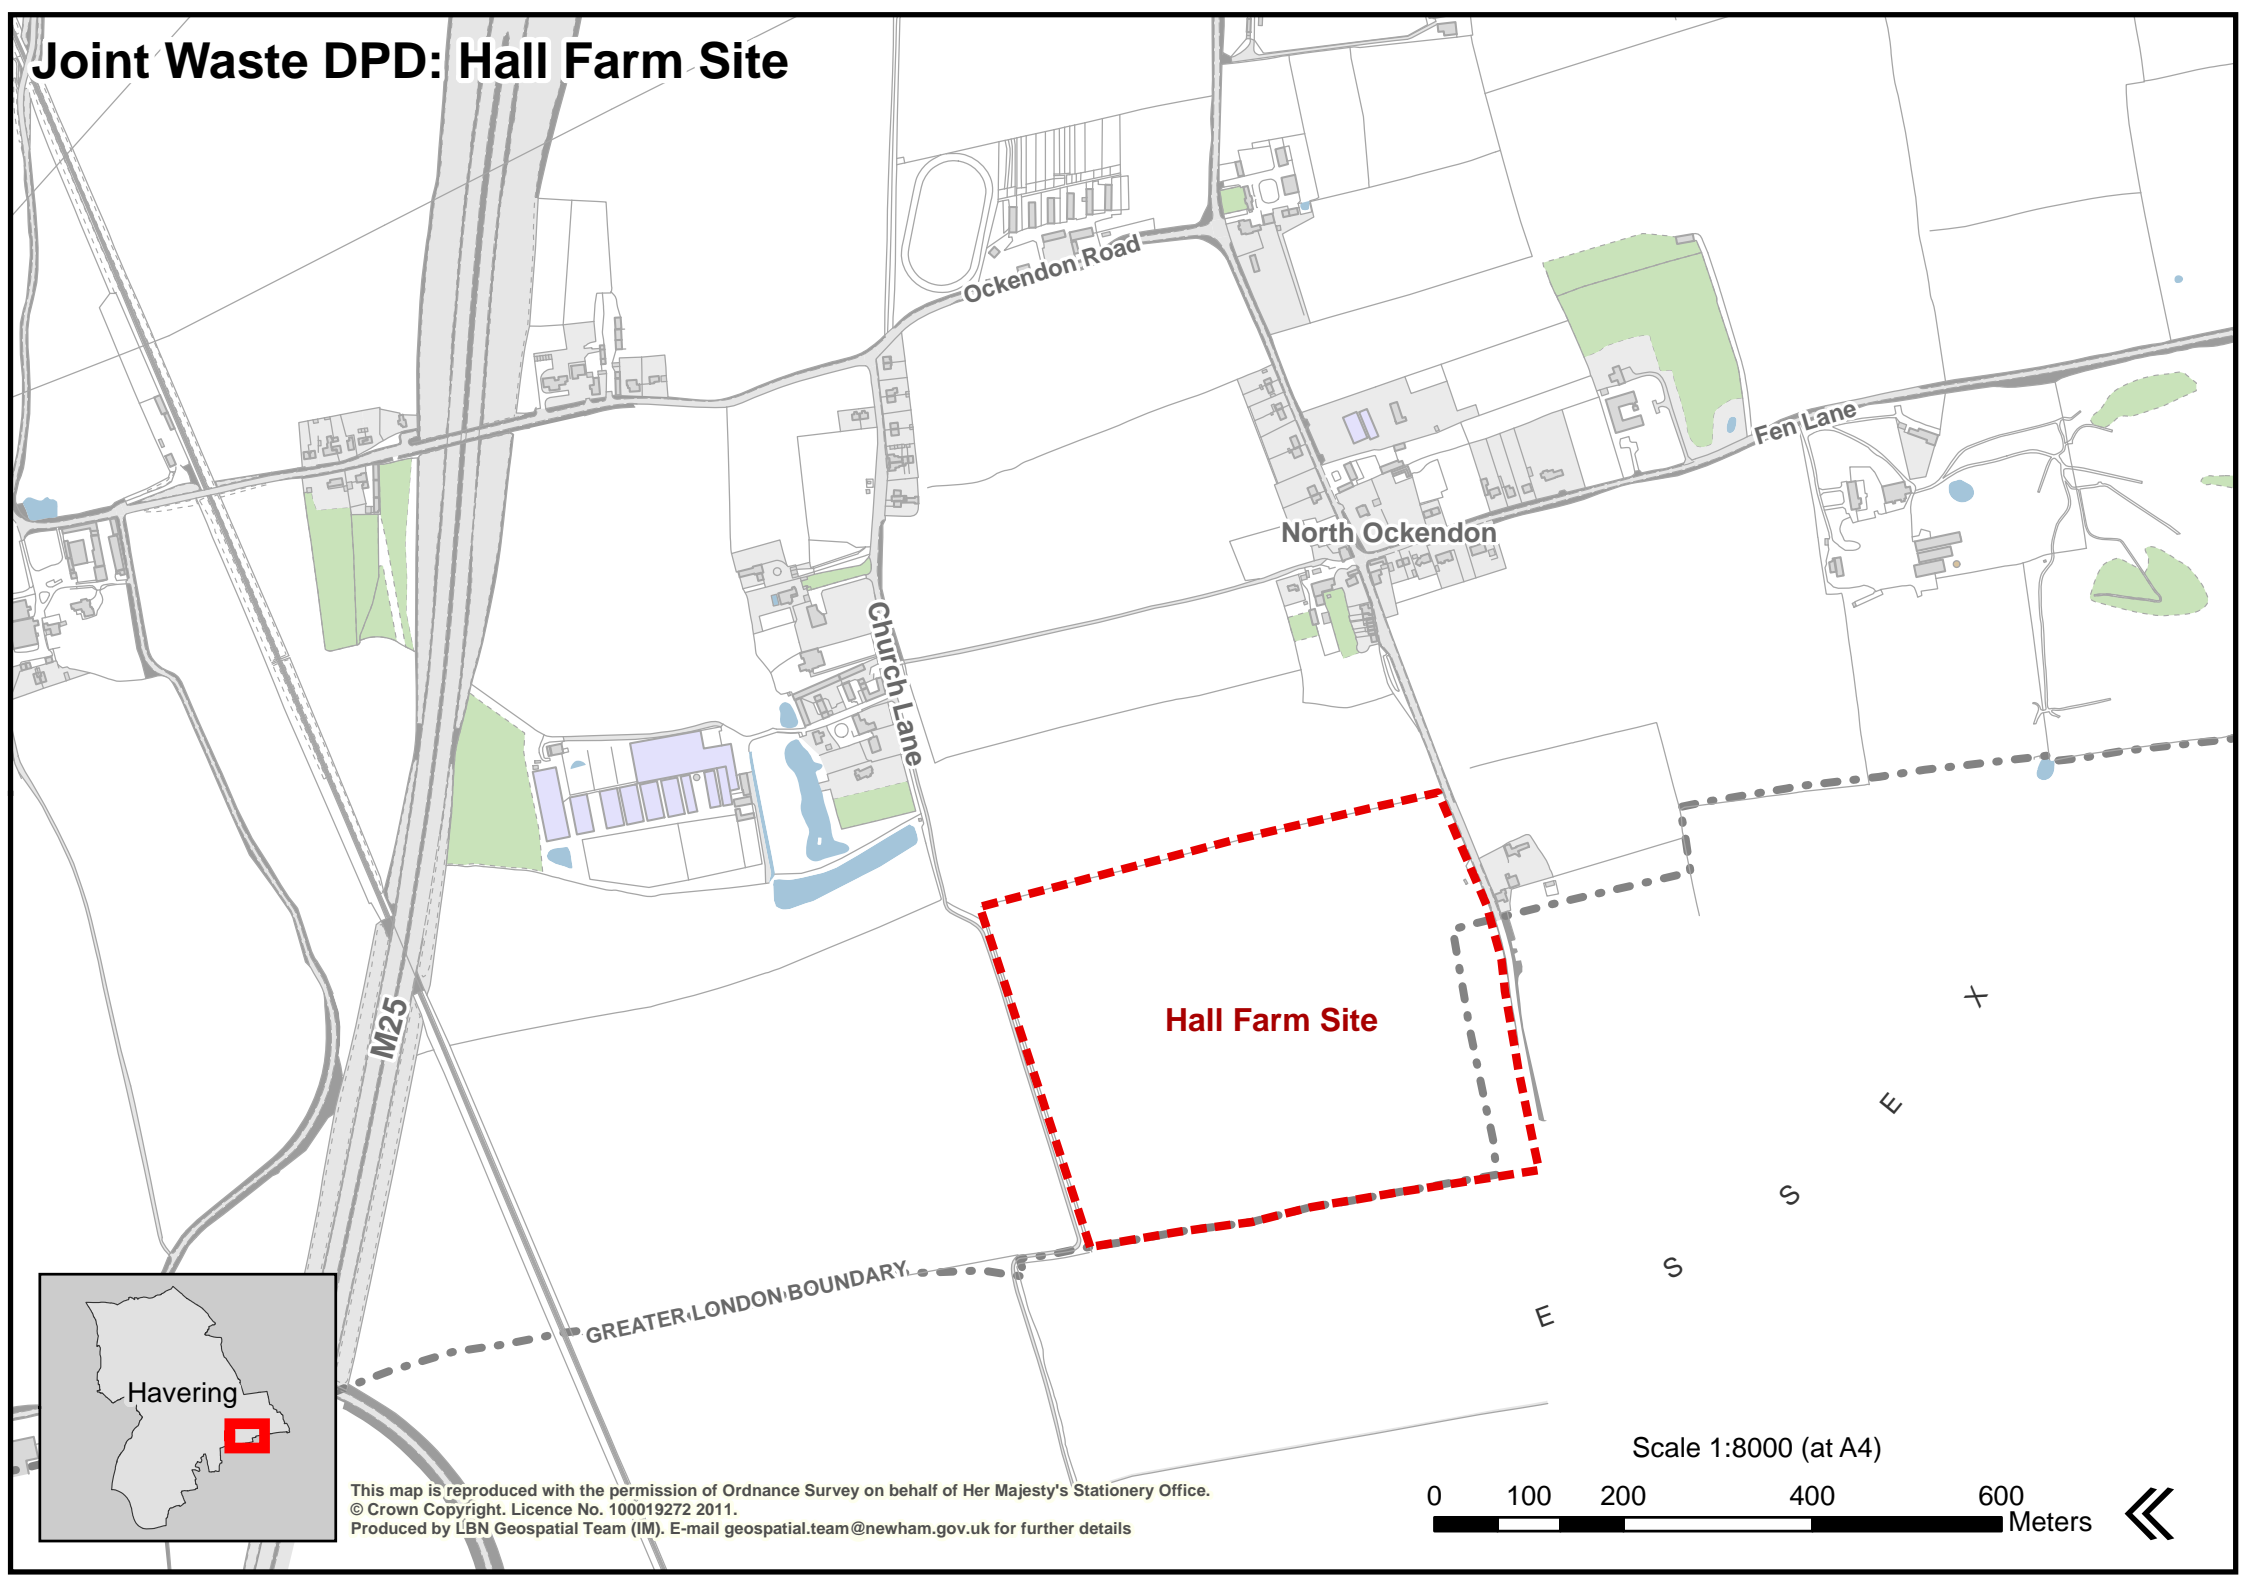 Joint Waste DPD: Hall Farm Site
Ockendon Road
Fen Lane
North Ockendon
Church Lane
M25
Hall Farm Site
ESSEX
GREATER LONDON BOUNDARY
Havering
Scale 1:8000 (at A4)
0 100 200 400 600
Meters
This map is reproduced with the permission of Ordnance Survey on behalf of Her Majesty's Stationery Office.
© Crown Copyright. Licence No. 100019272 2011.
Produced by LBN Geospatial Team (IM). E-mail geospatial.team@newham.gov.uk for further details